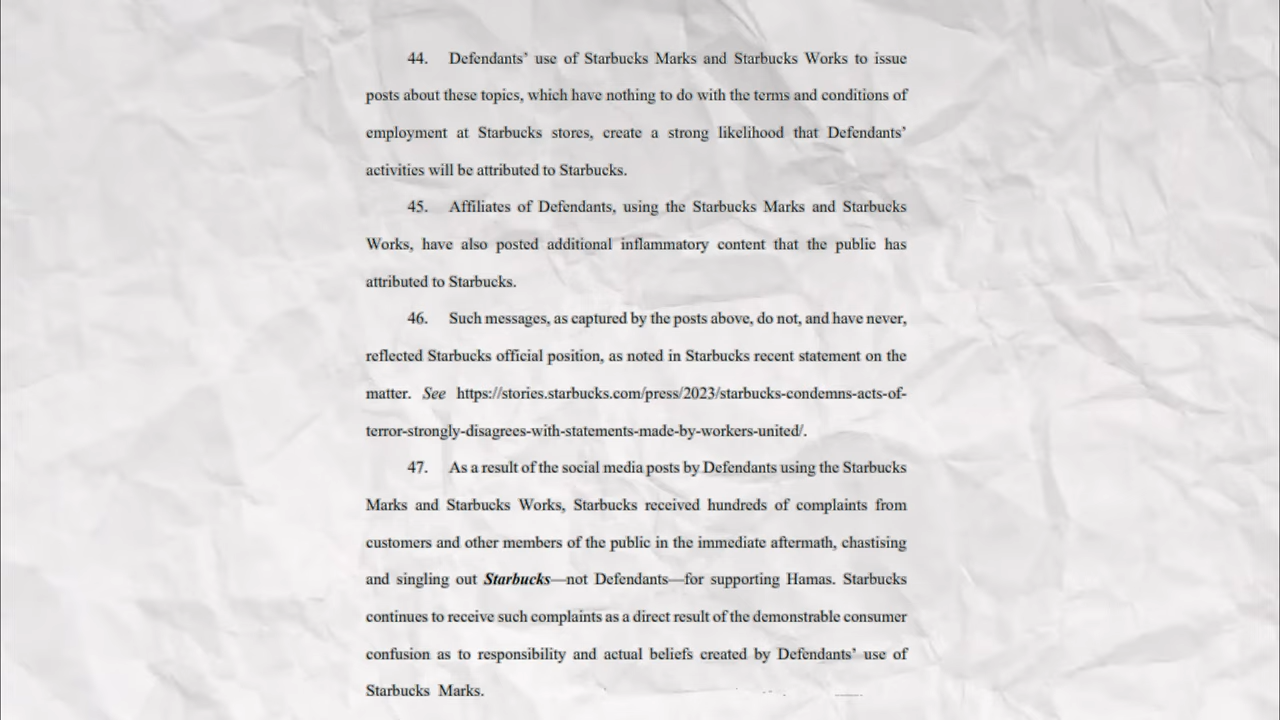 44. Defendants’ use of Starbucks Marks and Starbucks Works to issue
posts about these topics, which have nothing to do with the terms and conditions of
employment at Starbucks stores, create a strong likelihood that Defendants’
activities will be attributed to Starbucks.
45. Affiliates of Defendants, using the Starbucks Marks and Starbucks
Works, have also posted additional inflammatory content that the public has
attributed to Starbucks.
46. Such messages, as captured by the posts above, do not, and have never,
reflected Starbucks official position, as noted in Starbucks recent statement on the
matter. See https://stories.starbucks.com/press/2023/starbucks-condemns-acts-of-
terror-strongly-disagrees-with-statements-made-by-workers-united/.
47. As a result of the social media posts by Defendants using the Starbucks
Marks and Starbucks Works, Starbucks received hundreds of complaints from
customers and other members of the public in the immediate aftermath, chastising
and singling out Starbucks—not Defendants—for supporting Hamas. Starbucks
continues to receive such complaints as a direct result of the demonstrable consumer
confusion as to responsibility and actual beliefs created by Defendants’ use of
Starbucks Marks.